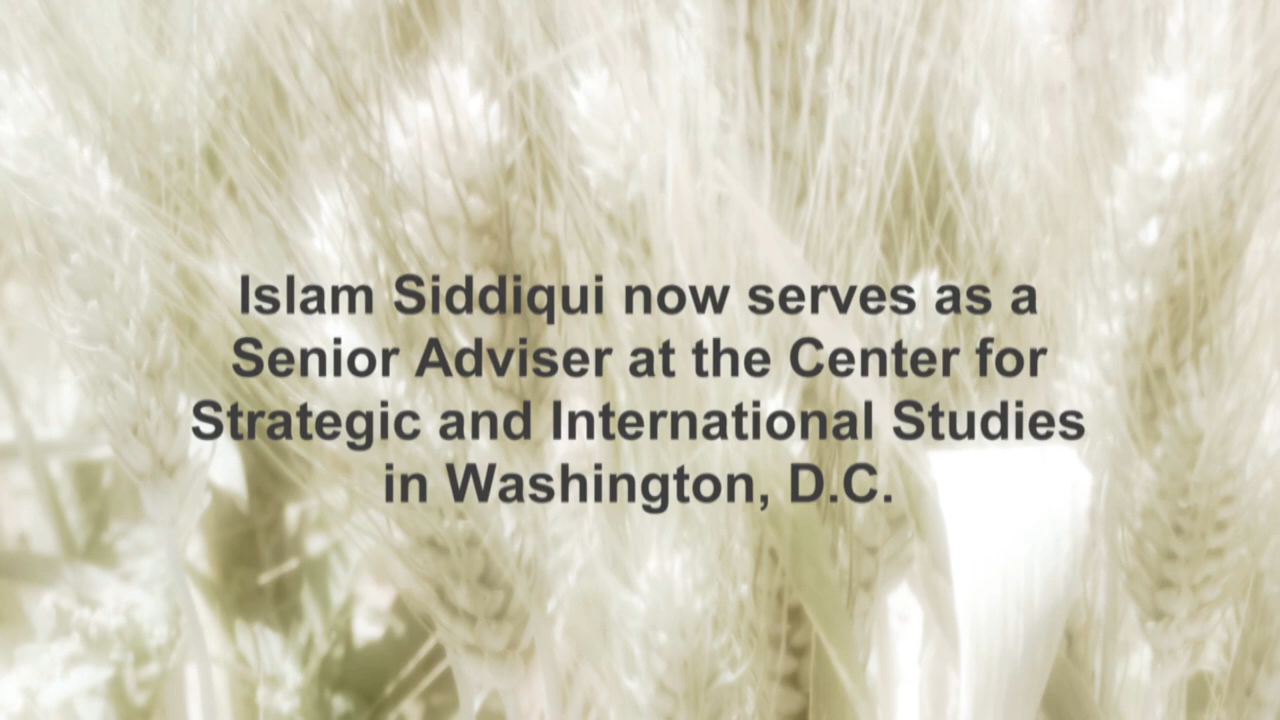 Islam Siddiqui now serves as a
Senior Adviser at the Center for
Strategic and International Studies
in Washington, D.C.